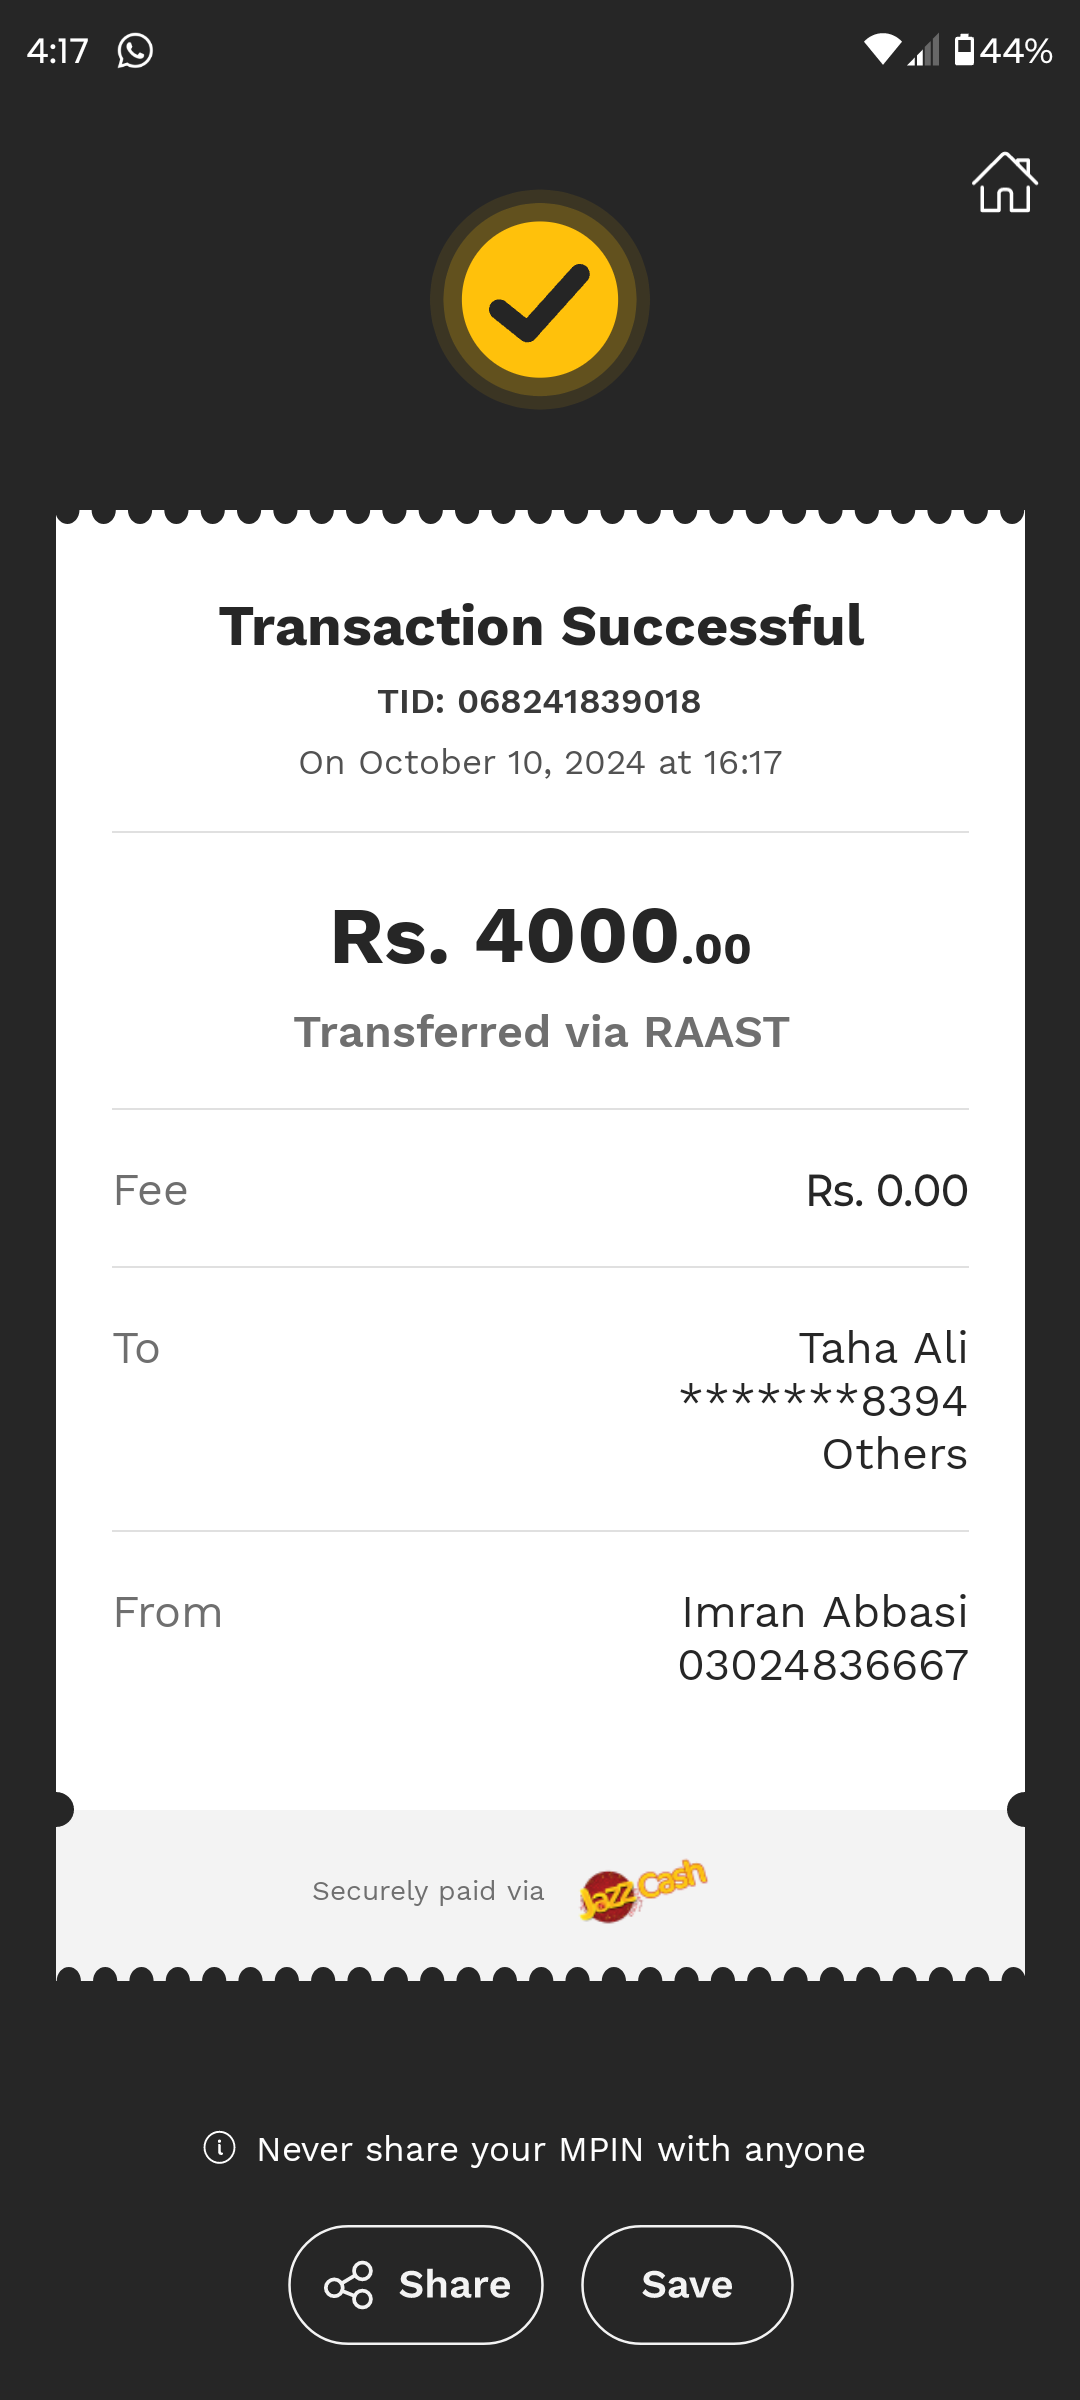 4:17 44%
Transaction Successful
TID: 068241839018
On October 10, 2024 at 16:17
Rs. 4000.00
Transferred via RAAST
Fee Rs. 0.00
To Taha Ali
*******8394
Others
From Imran Abbasi
03024836667
Securely paid via JazzCash
Never share your MPIN with anyone
Share Save